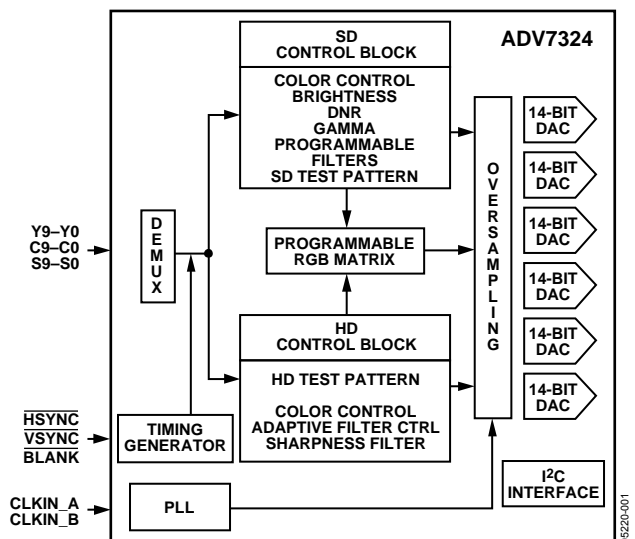 ADV7324
SD
CONTROL BLOCK
COLOR CONTROL
BRIGHTNESS
DNR
GAMMA
PROGRAMMABLE
FILTERS
SD TEST PATTERN
Y9–Y0
C9–C0
S9–S0
DEMUX
PROGRAMMABLE
RGB MATRIX
HD
CONTROL BLOCK
HD TEST PATTERN
COLOR CONTROL
ADAPTIVE FILTER CTRL
SHARPNESS FILTER
OVERSAMPLING
14-BIT
DAC
14-BIT
DAC
14-BIT
DAC
14-BIT
DAC
14-BIT
DAC
14-BIT
DAC
HSYNC
VSYNC
BLANK
TIMING
GENERATOR
CLKIN_A
CLKIN_B
PLL
I2C
INTERFACE
05220-001